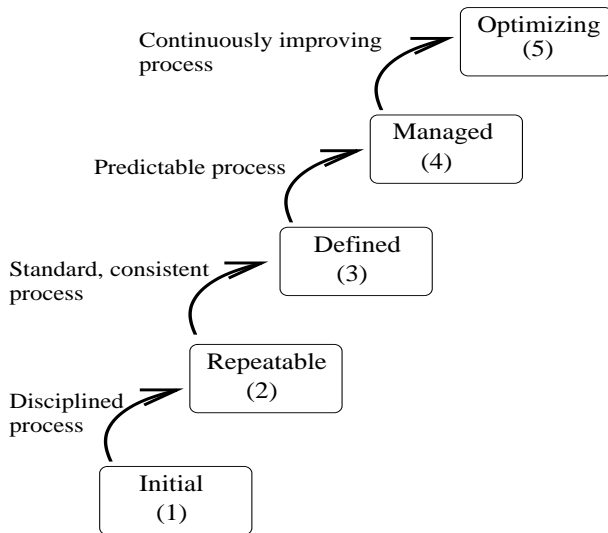 Continuously improving
process
Optimizing
(5)
Predictable process
Managed
(4)
Standard, consistent
process
Defined
(3)
Disciplined
process
Repeatable
(2)
Initial
(1)